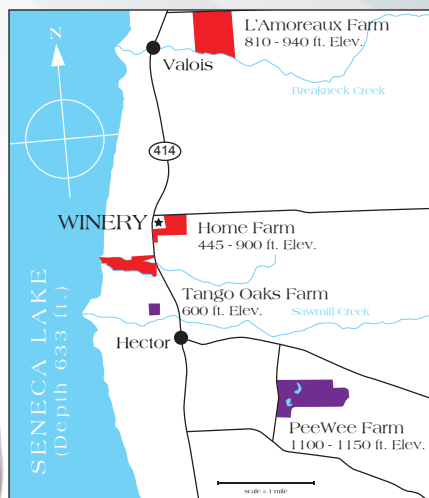 L'Amoreaux Farm
810 - 940 ft. Elev.
N
Valois
Breakneck Creek
414
WINERY
Home Farm
445 - 900 ft. Elev.
SENECA LAKE
(Depth 633 ft.)
Tango Oaks Farm
600 ft. Elev.
Sawmill Creek
Hector
PeeWee Farm
1100 - 1150 ft. Elev.
scale = 1 mile